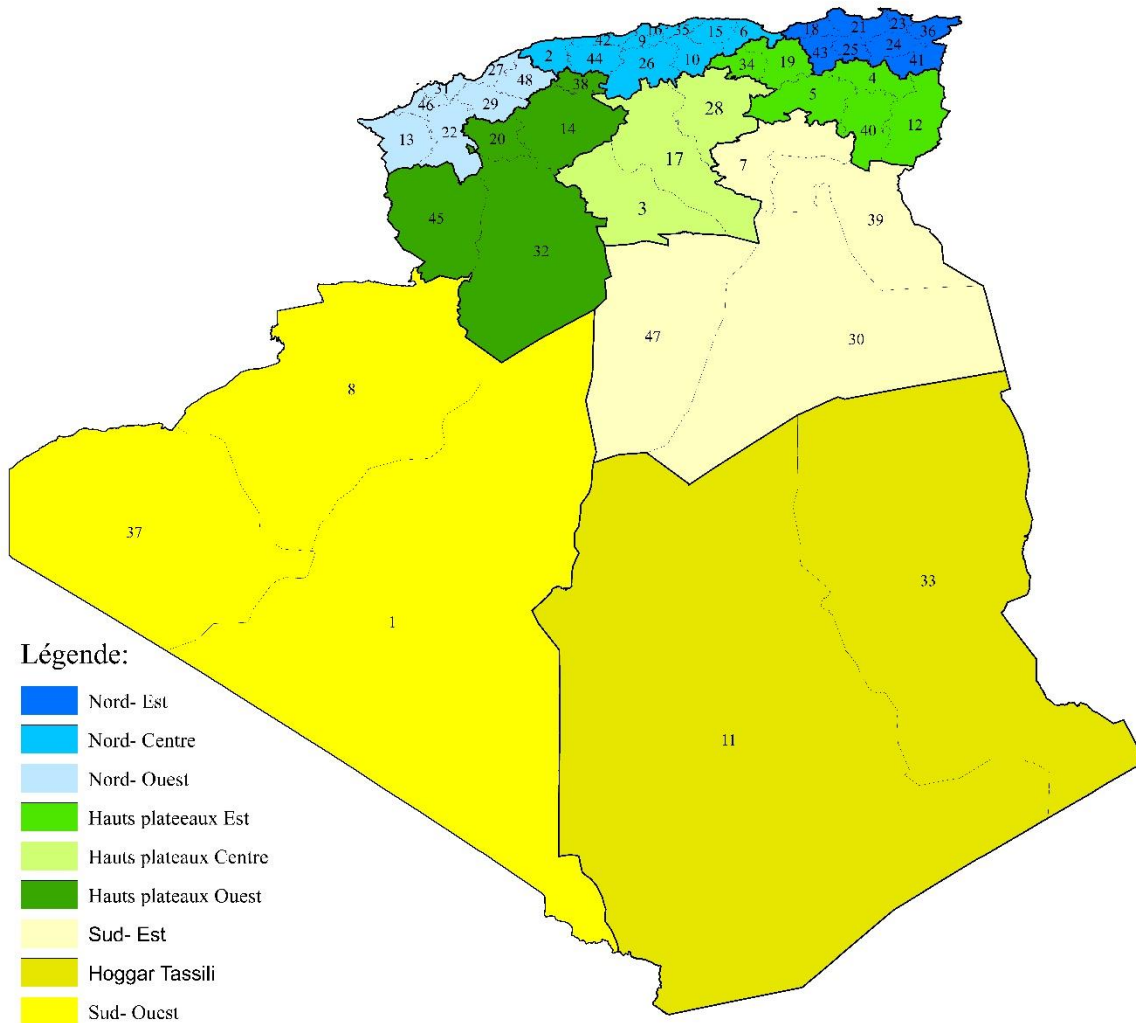 18 21 23 36
42 9 16 35 15 6
2 44 26 10 43 25 24 41
27 48 38 34 19 4
31 46 29 5
13 22 20 14 28 40 12
17 7
45 3 39
32
47 30
8
37
1 33
11
Légende:
Nord- Est
Nord- Centre
Nord- Ouest
Hauts plateeaux Est
Hauts plateaux Centre
Hauts plateaux Ouest
Sud- Est
Hoggar Tassili
Sud- Ouest